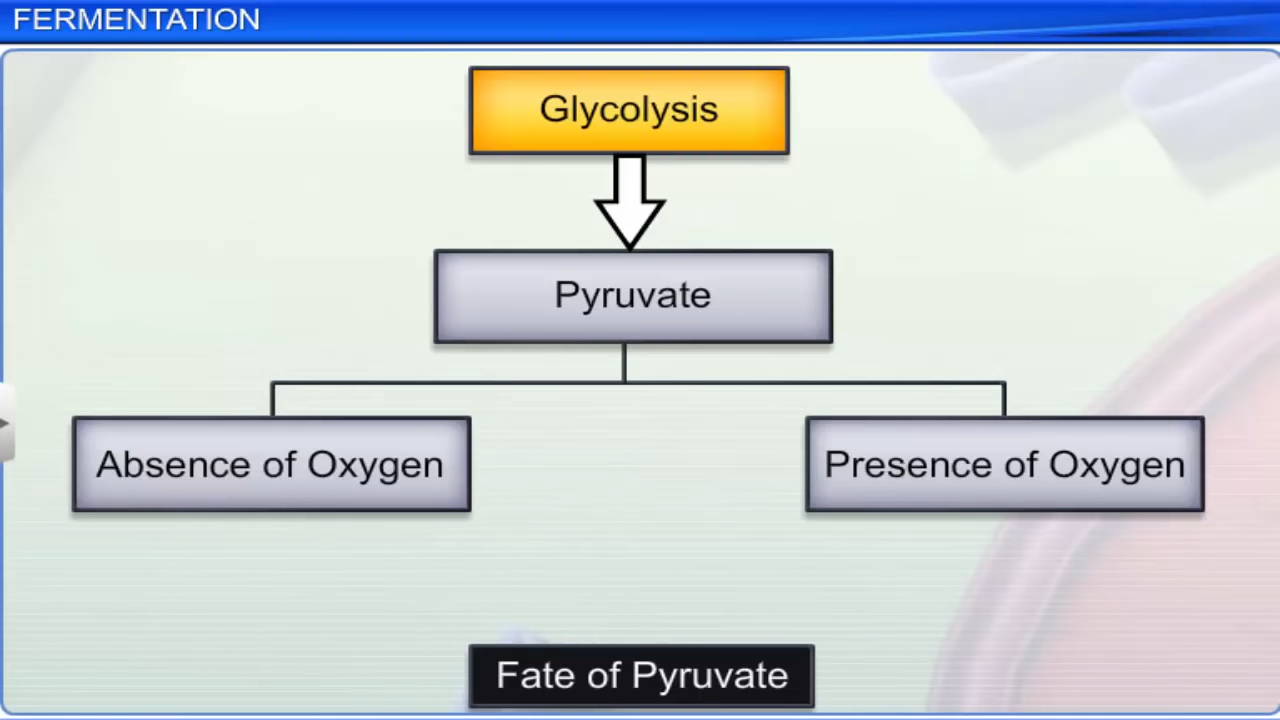 FERMENTATION
Glycolysis
Pyruvate
Absence of Oxygen
Presence of Oxygen
Fate of Pyruvate